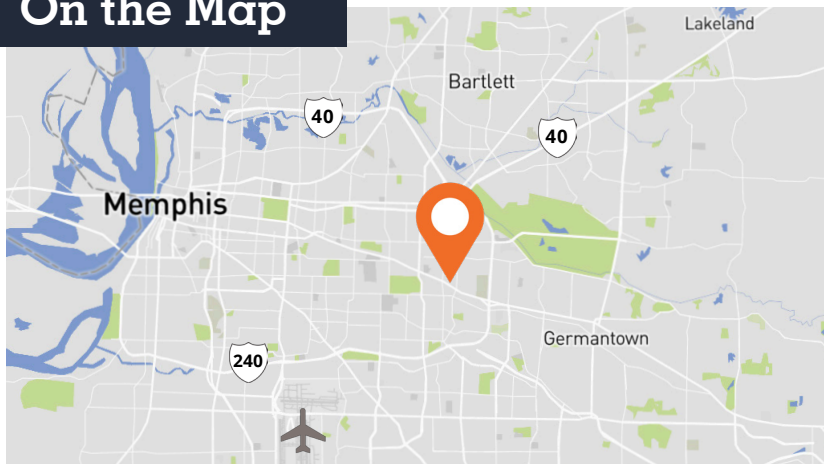 On the Map
Lakeland
Bartlett
40
40
Memphis
Germantown
240